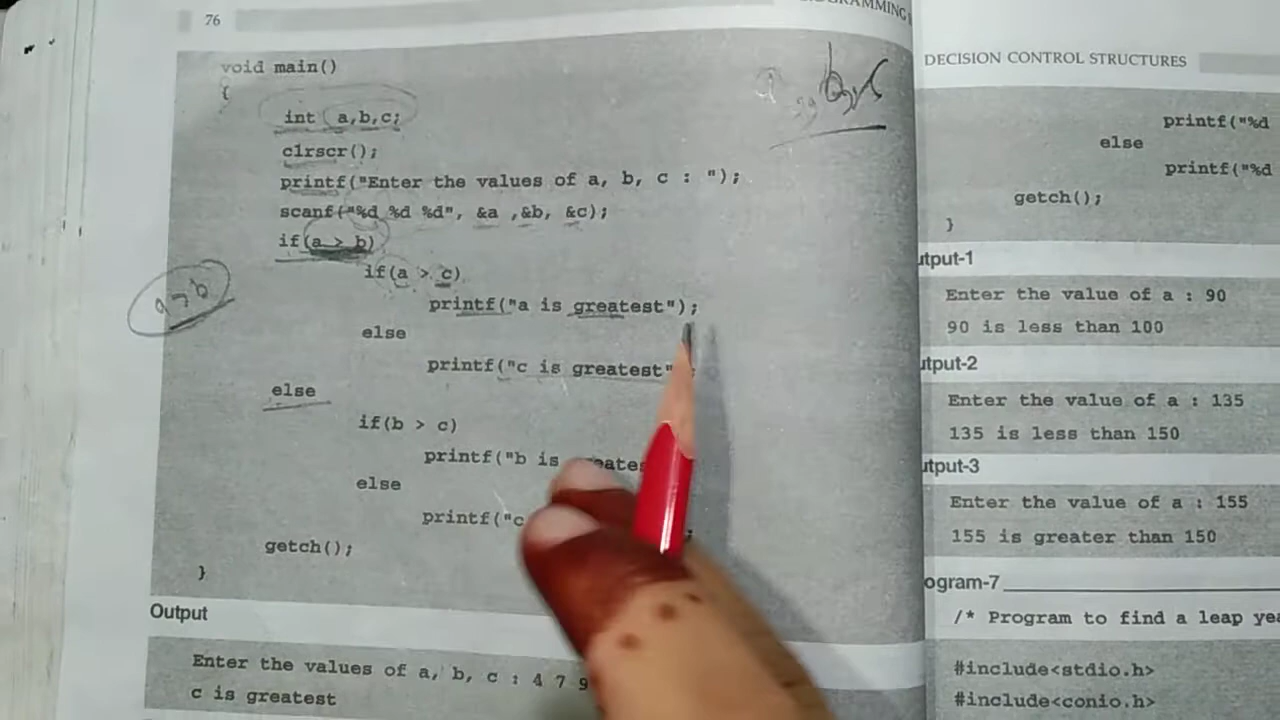 76
void main()
{
int a,b,c;
clrscr();
printf("Enter the values of a, b, c : ");
scanf("%d %d %d", &a ,&b, &c);
if(a > b)
if(a > c)
printf("a is greatest");
else
printf("c is greatest"
else
if(b > c)
printf("b is
else
printf("c
getch();
}
Output
Enter the values of a, b, c : 4 7 9
c is greatest
a>b
a, b, c
DECISION CONTROL STRUCTURES
printf("%d
else
printf("%d
getch();
}
utput-1
Enter the value of a : 90
90 is less than 100
utput-2
Enter the value of a : 135
135 is less than 150
utput-3
Enter the value of a : 155
155 is greater than 150
ogram-7
/* Program to find a leap yea
#include<stdio.h>
#include<conio.h>